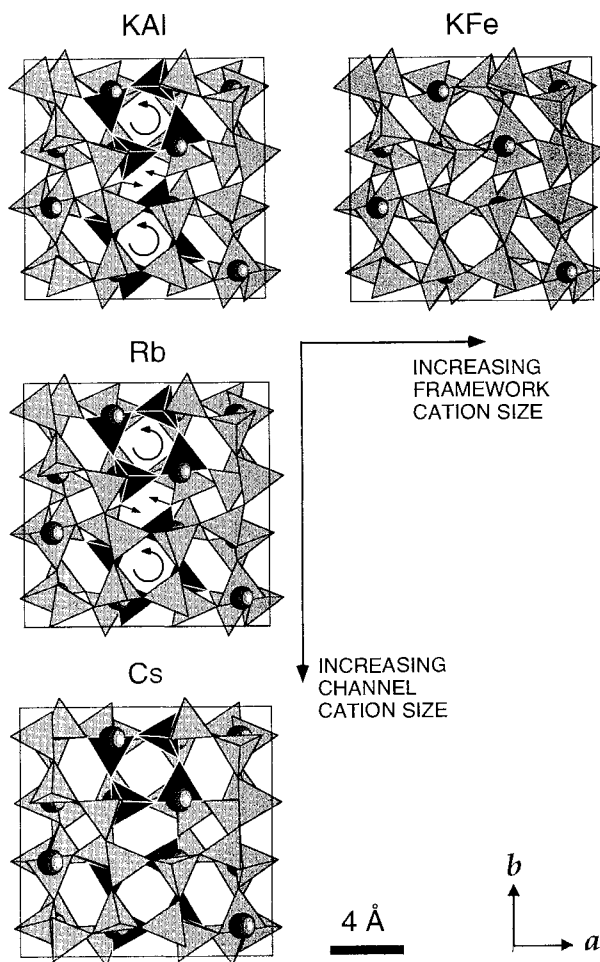 KAl
KFe
Rb
INCREASING
FRAMEWORK
CATION SIZE
INCREASING
CHANNEL
CATION SIZE
Cs
4 Å
b
a